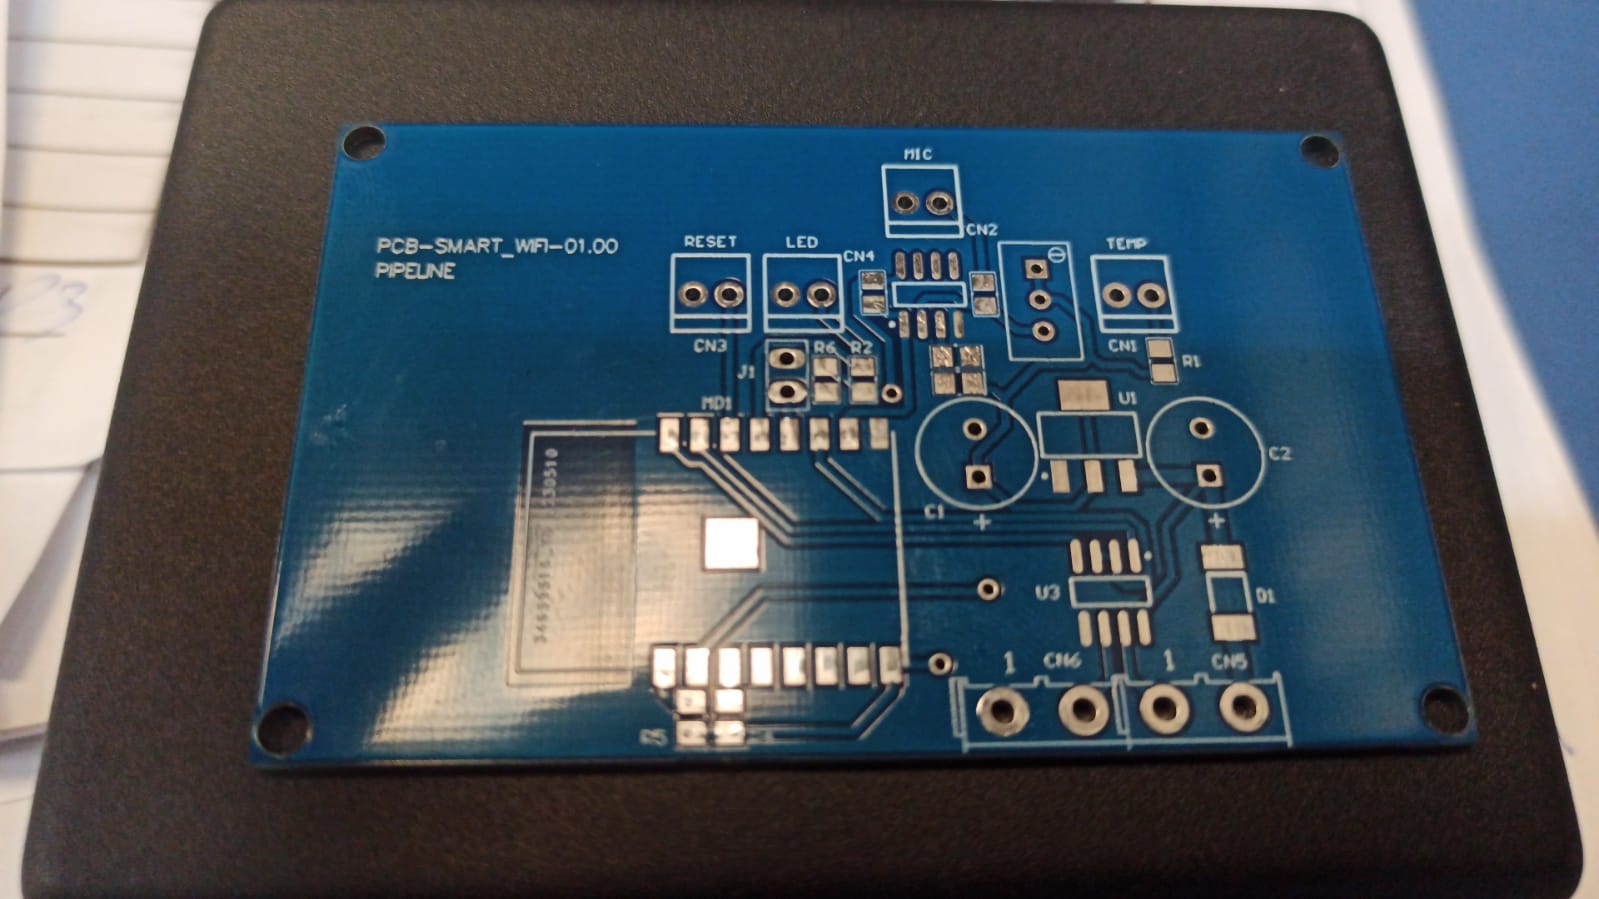 MIC
PCB-SMART_WIFI-01.00
PIPELINE
RESET
LED
CN4
CN2
TEMP
CN3
J1
R6
R2
CN1
R1
MD1
U1
C1
+
C2
+
U3
D1
1
CN6
1
CN5